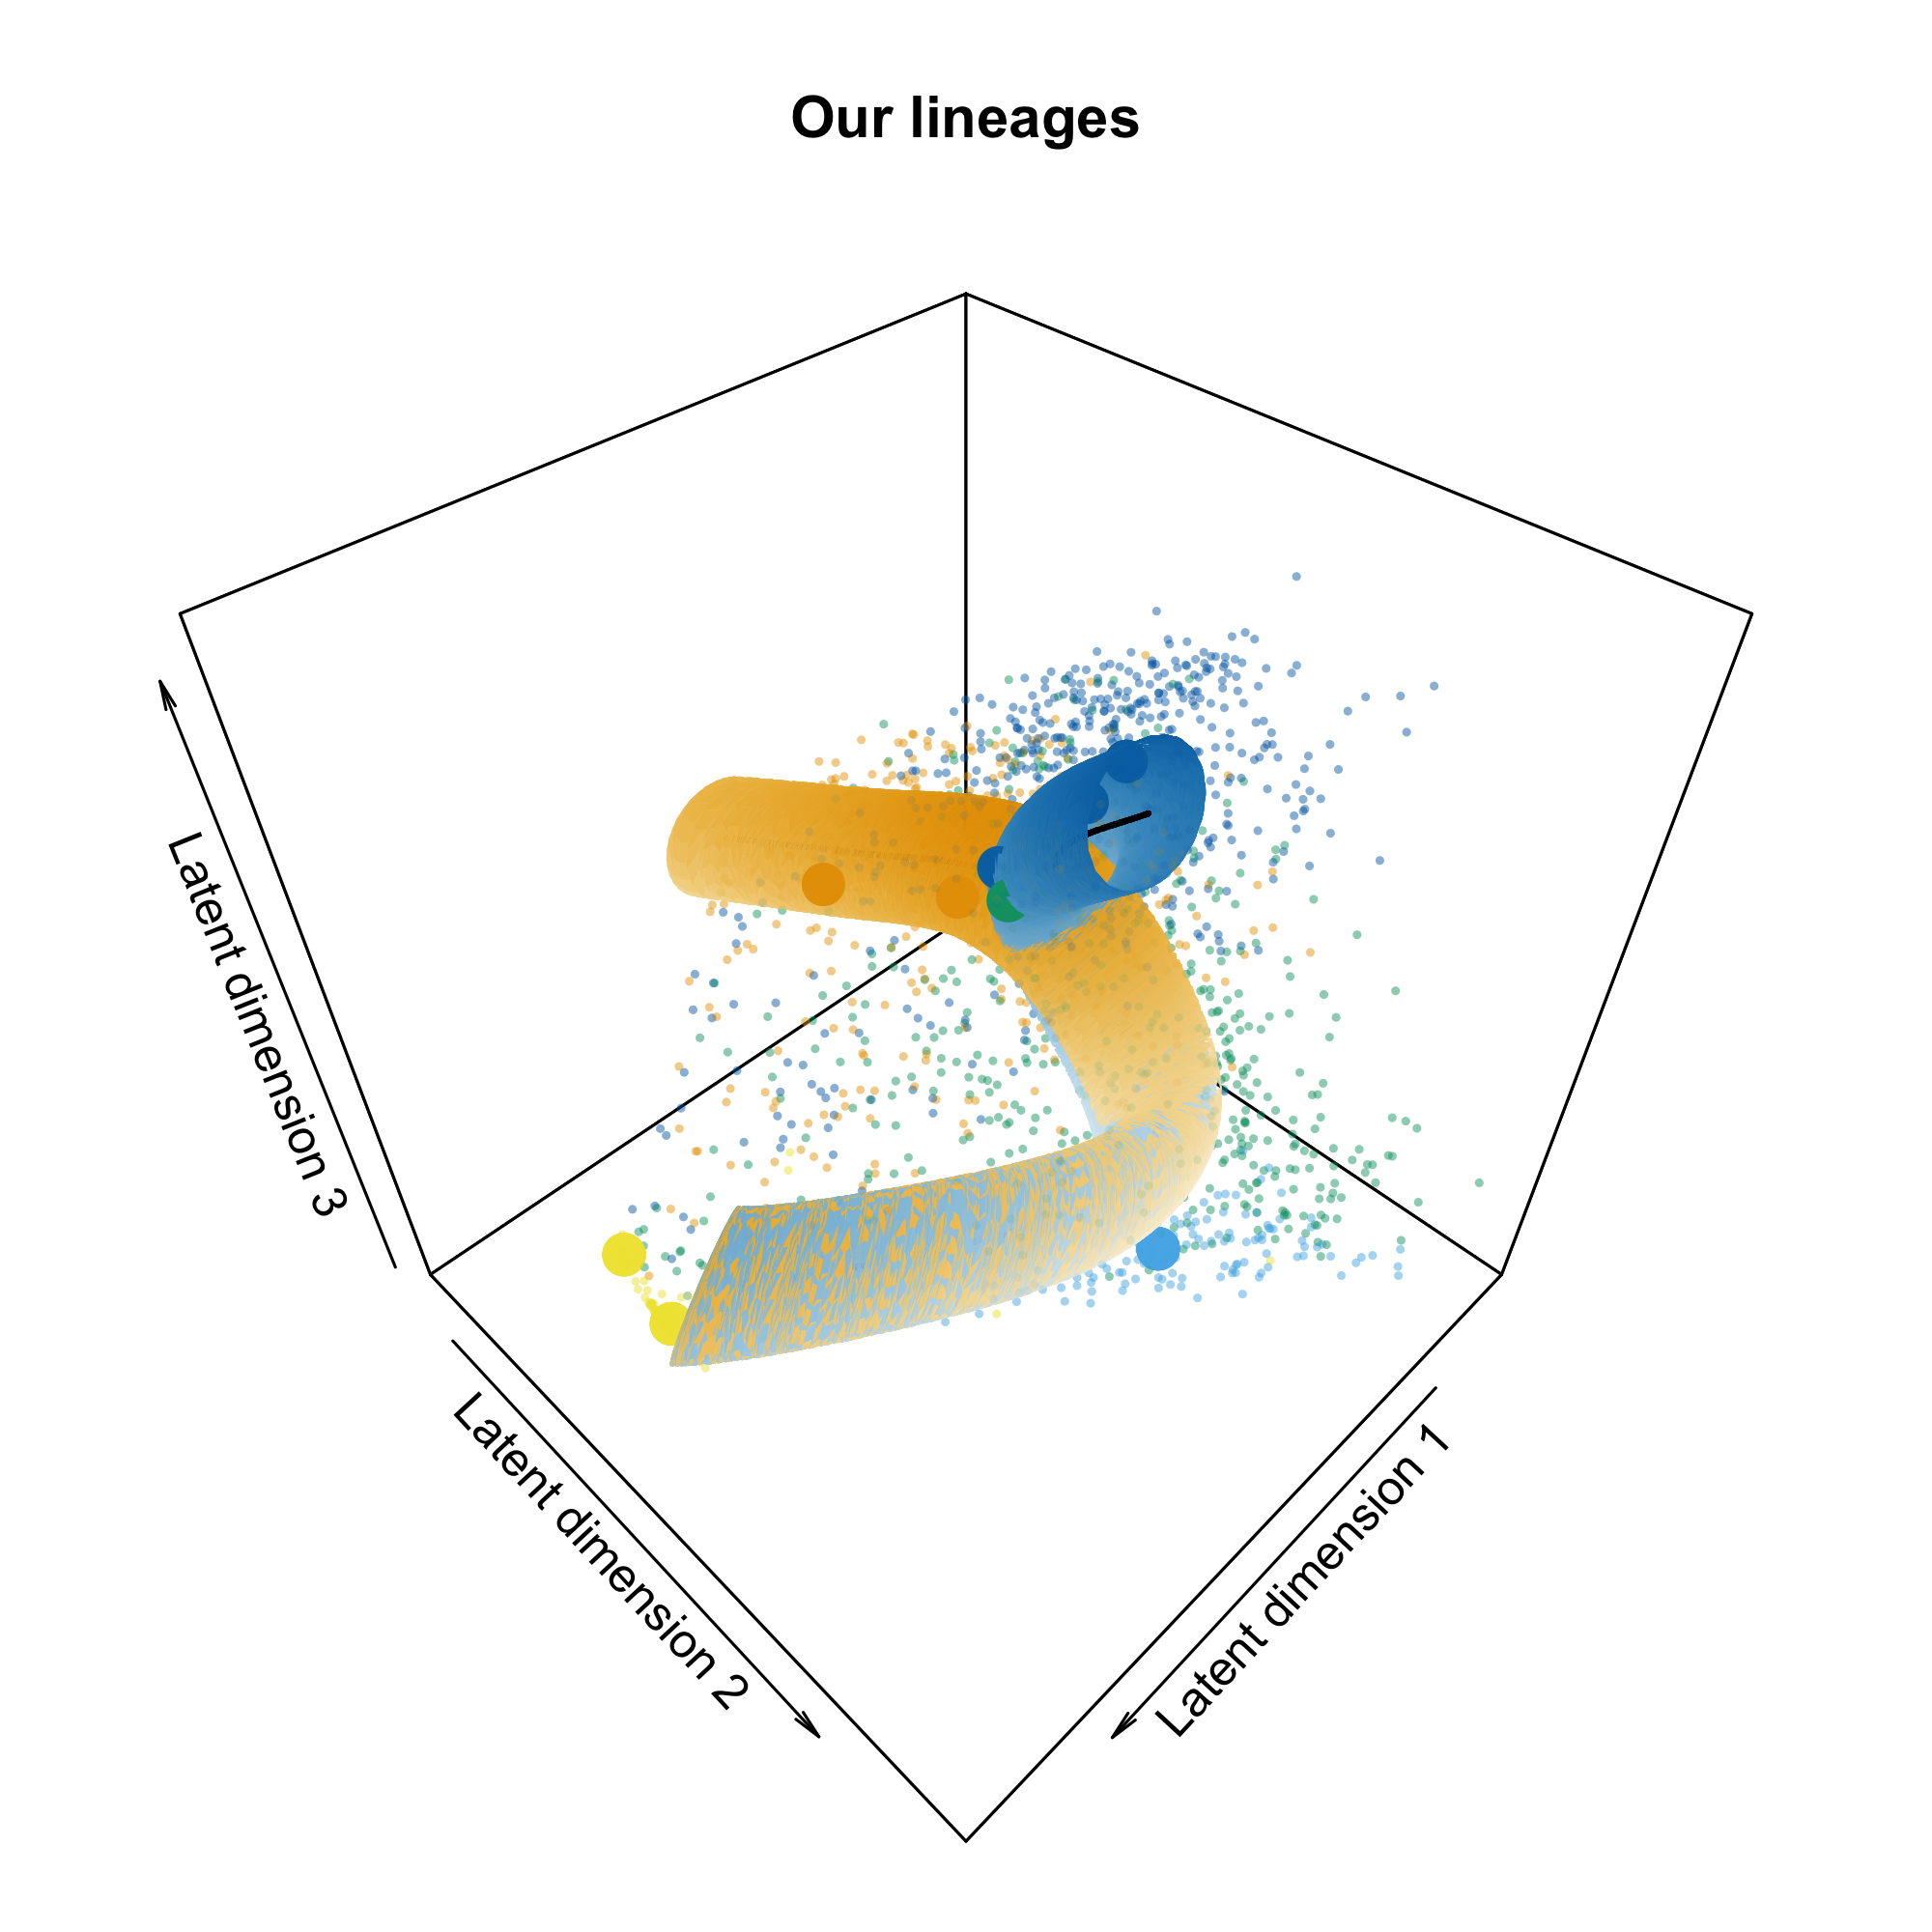 Our lineages
Latent dimension 3
Latent dimension 2
Latent dimension 1